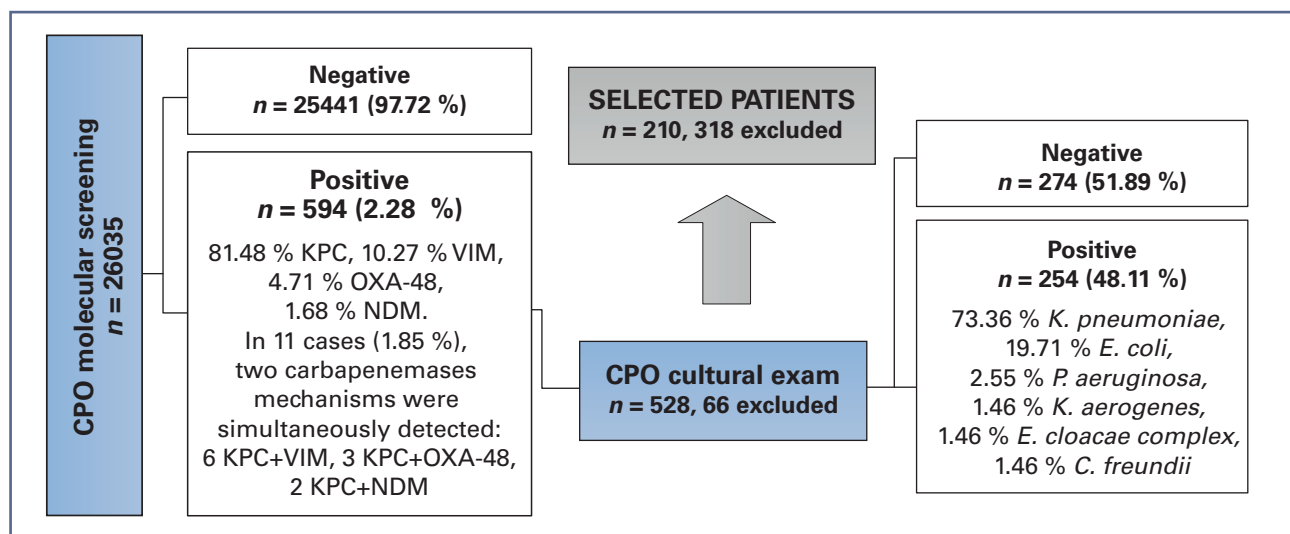 CPO molecular screening
n = 26035
Negative
n = 25441 (97.72 %)
Positive
n = 594 (2.28 %)
81.48 % KPC, 10.27 % VIM,
4.71 % OXA-48,
1.68 % NDM.
In 11 cases (1.85 %),
two carbapenemases
mechanisms were
simultaneously detected:
6 KPC+VIM, 3 KPC+OXA-48,
2 KPC+NDM
SELECTED PATIENTS
n = 210, 318 excluded
CPO cultural exam
n = 528, 66 excluded
Negative
n = 274 (51.89 %)
Positive
n = 254 (48.11 %)
73.36 % K. pneumoniae,
19.71 % E. coli,
2.55 % P. aeruginosa,
1.46 % K. aerogenes,
1.46 % E. cloacae complex,
1.46 % C. freundii